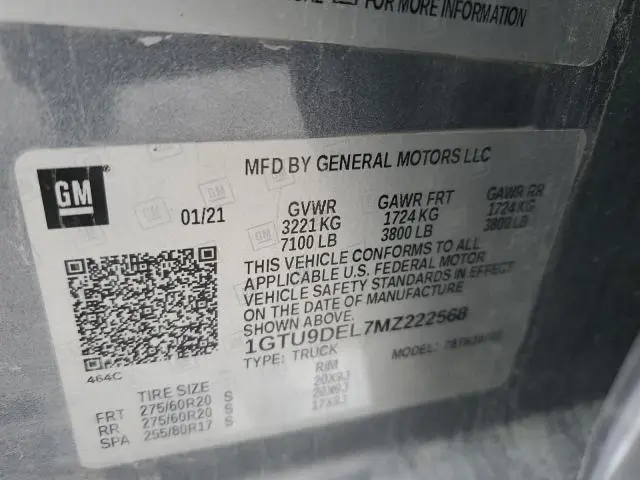 FOR MORE INFORMATION
GM
MFD BY GENERAL MOTORS LLC
01/21
GVWR GAWR FRT GAWR RR
3221 KG 1724 KG 1724 KG
7100 LB 3800 LB 3800 LB
THIS VEHICLE CONFORMS TO ALL
APPLICABLE U.S. FEDERAL MOTOR
VEHICLE SAFETY STANDARDS IN EFFECT
ON THE DATE OF MANUFACTURE
SHOWN ABOVE.
1GTU9DEL7MZ222568
TYPE: TRUCK MODEL:
464C
TIRE SIZE RIM
FRT 275/60R20 S 20X9J
RR 275/60R20 S 20X9J
SPA 255/80R17 S 17X8J